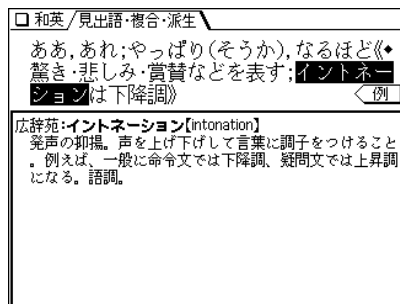 和英/見出語・複合・派生
ああ,あれ;やっぱり(そうか),なるほど《◆
驚き・悲しみ・賞賛などを表す;イントネー
ションは下降調》
例
広辞苑:イントネーション【intonation】
発声の抑揚。声を上げ下げして言葉に調子をつけること
。例えば、一般に命令文では下降調、疑問文では上昇調
になる。語調。